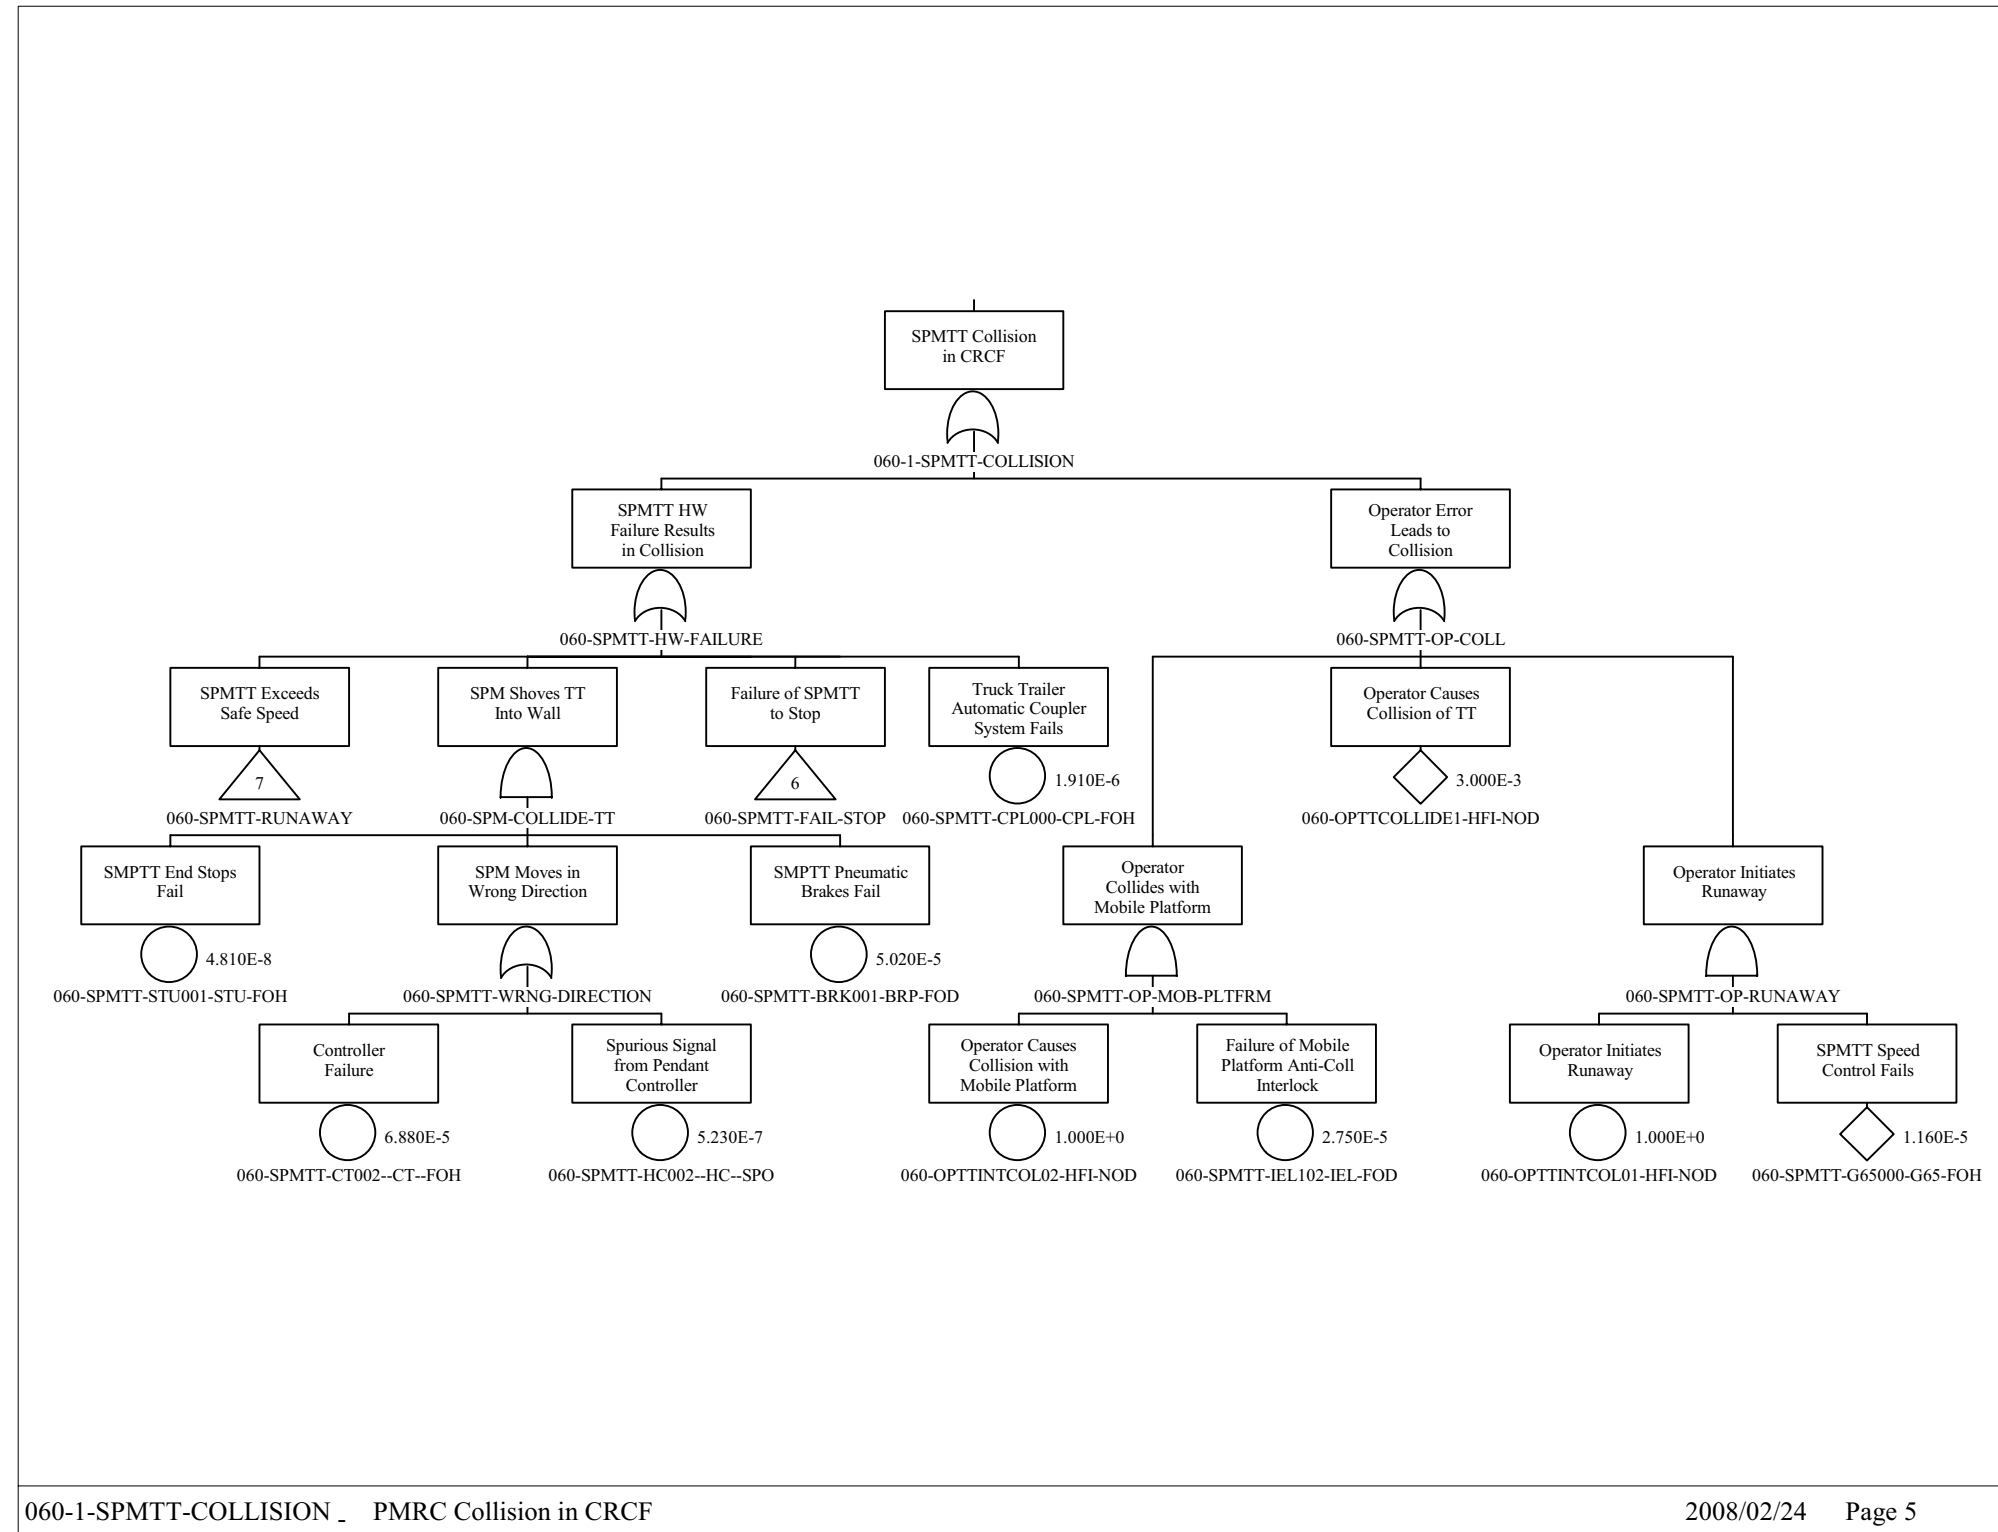 SPMTT Collision
in CRCF
060-1-SPMTT-COLLISION
SPMTT HW
Failure Results
in Collision
060-SPMTT-HW-FAILURE
Operator Error
Leads to
Collision
060-SPMTT-OP-COLL
SPMTT Exceeds
Safe Speed
7
060-SPMTT-RUNAWAY
SPM Shoves TT
Into Wall
060-SPM-COLLIDE-TT
Failure of SPMTT
to Stop
6
060-SPMTT-FAIL-STOP
Truck Trailer
Automatic Coupler
System Fails
1.910E-6
060-SPMTT-CPL000-CPL-FOH
Operator Causes
Collision of TT
3.000E-3
060-OPTTCOLLIDE1-HFI-NOD
SMPTT End Stops
Fail
4.810E-8
060-SPMTT-STU001-STU-FOH
SPM Moves in
Wrong Direction
060-SPMTT-WRNG-DIRECTION
SMPTT Pneumatic
Brakes Fail
5.020E-5
060-SPMTT-BRK001-BRP-FOD
Operator
Collides with
Mobile Platform
060-SPMTT-OP-MOB-PLTFRM
Operator Initiates
Runaway
060-SPMTT-OP-RUNAWAY
Controller
Failure
6.880E-5
060-SPMTT-CT002--CT--FOH
Spurious Signal
from Pendant
Controller
5.230E-7
060-SPMTT-HC002--HC--SPO
Operator Causes
Collision with
Mobile Platform
1.000E+0
060-OPTTINTCOL02-HFI-NOD
Failure of Mobile
Platform Anti-Coll
Interlock
2.750E-5
060-SPMTT-IEL102-IEL-FOD
Operator Initiates
Runaway
1.000E+0
060-OPTTINTCOL01-HFI-NOD
SPMTT Speed
Control Fails
1.160E-5
060-SPMTT-G65000-G65-FOH
060-1-SPMTT-COLLISION _ PMRC Collision in CRCF
2008/02/24 Page 5